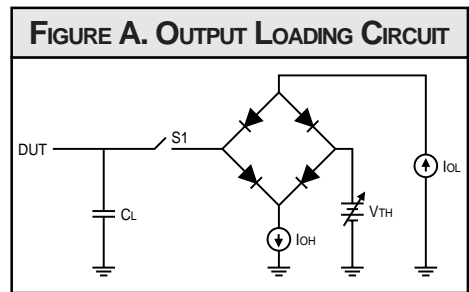 FIGURE A. OUTPUT LOADING CIRCUIT
DUT
S1
IOL
CL
VTH
IOH